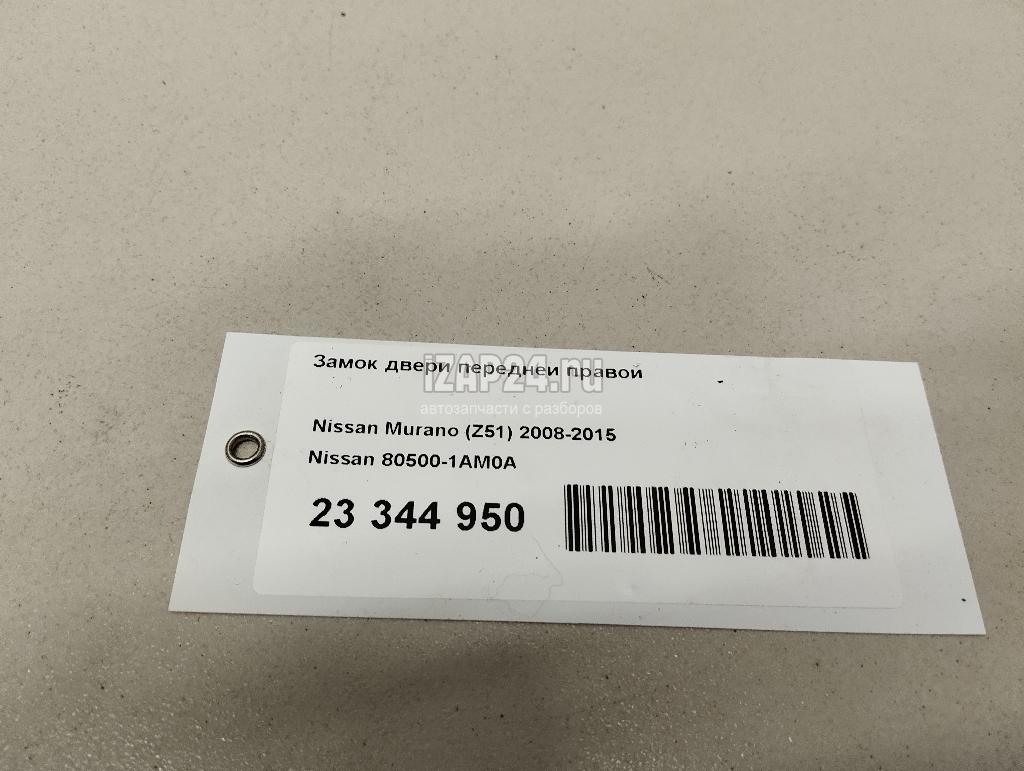 Замок двери передней правой
iZAP24.ru
автозапчасти с разборов
Nissan Murano (Z51) 2008-2015
Nissan 80500-1AM0A
23 344 950